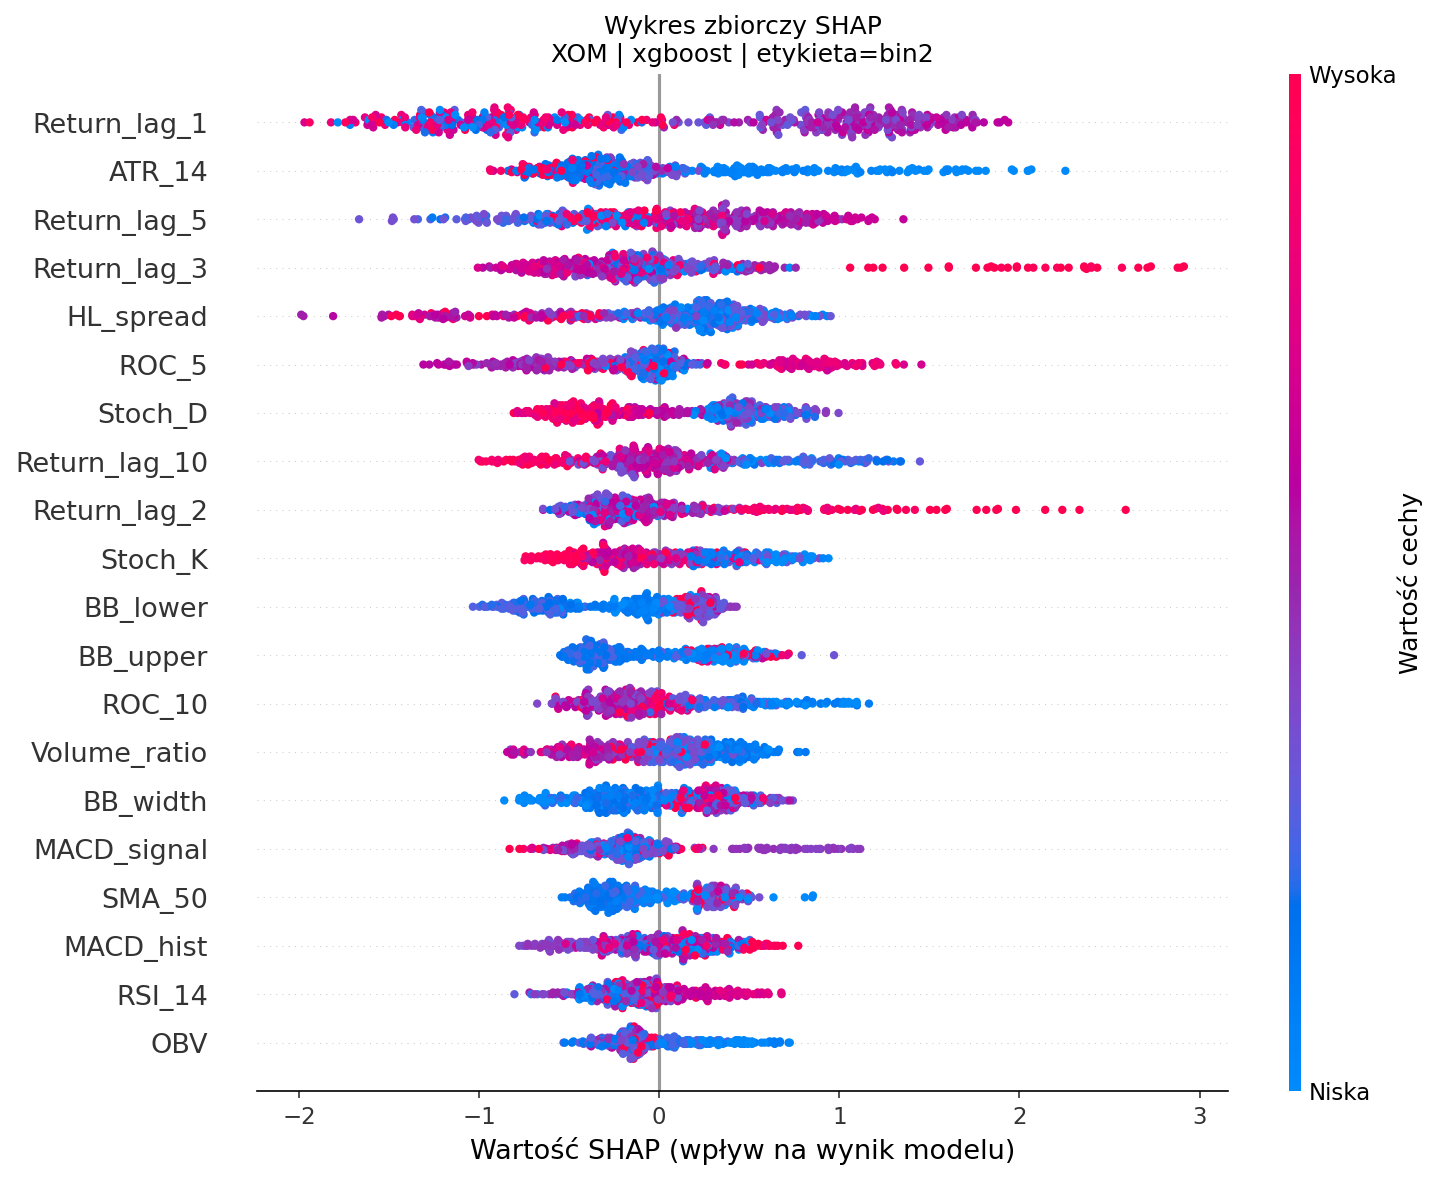 Wykres zbiorczy SHAP
XOM | xgboost | etykieta=bin2
Wysoka
Return_lag_1
ATR_14
Return_lag_5
Return_lag_3
HL_spread
ROC_5
Stoch_D
Return_lag_10
Return_lag_2
Stoch_K
BB_lower
BB_upper
ROC_10
Volume_ratio
BB_width
MACD_signal
SMA_50
MACD_hist
RSI_14
OBV
Wartość cechy
Niska
−2 −1 0 1 2 3
Wartość SHAP (wpływ na wynik modelu)